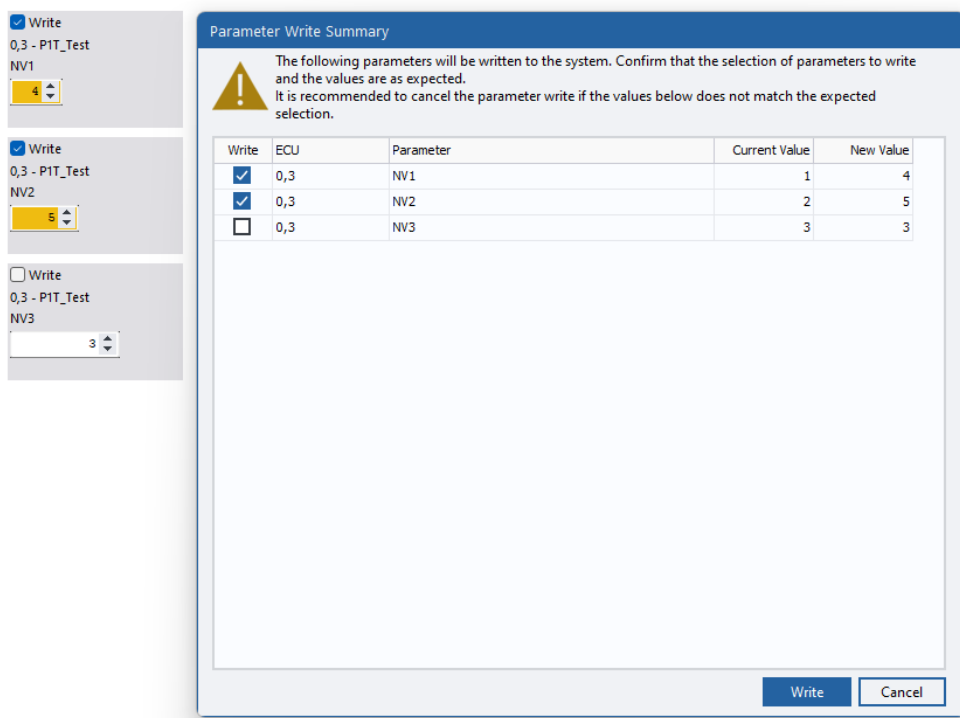 Write
0,3 - P1T_Test
NV1
4
Write
0,3 - P1T_Test
NV2
5
Write
0,3 - P1T_Test
NV3
3
Parameter Write Summary
The following parameters will be written to the system. Confirm that the selection of parameters to write
and the values are as expected.
It is recommended to cancel the parameter write if the values below does not match the expected
selection.
Write ECU Parameter Current Value New Value
0,3 NV1 1 4
0,3 NV2 2 5
0,3 NV3 3 3
Write Cancel